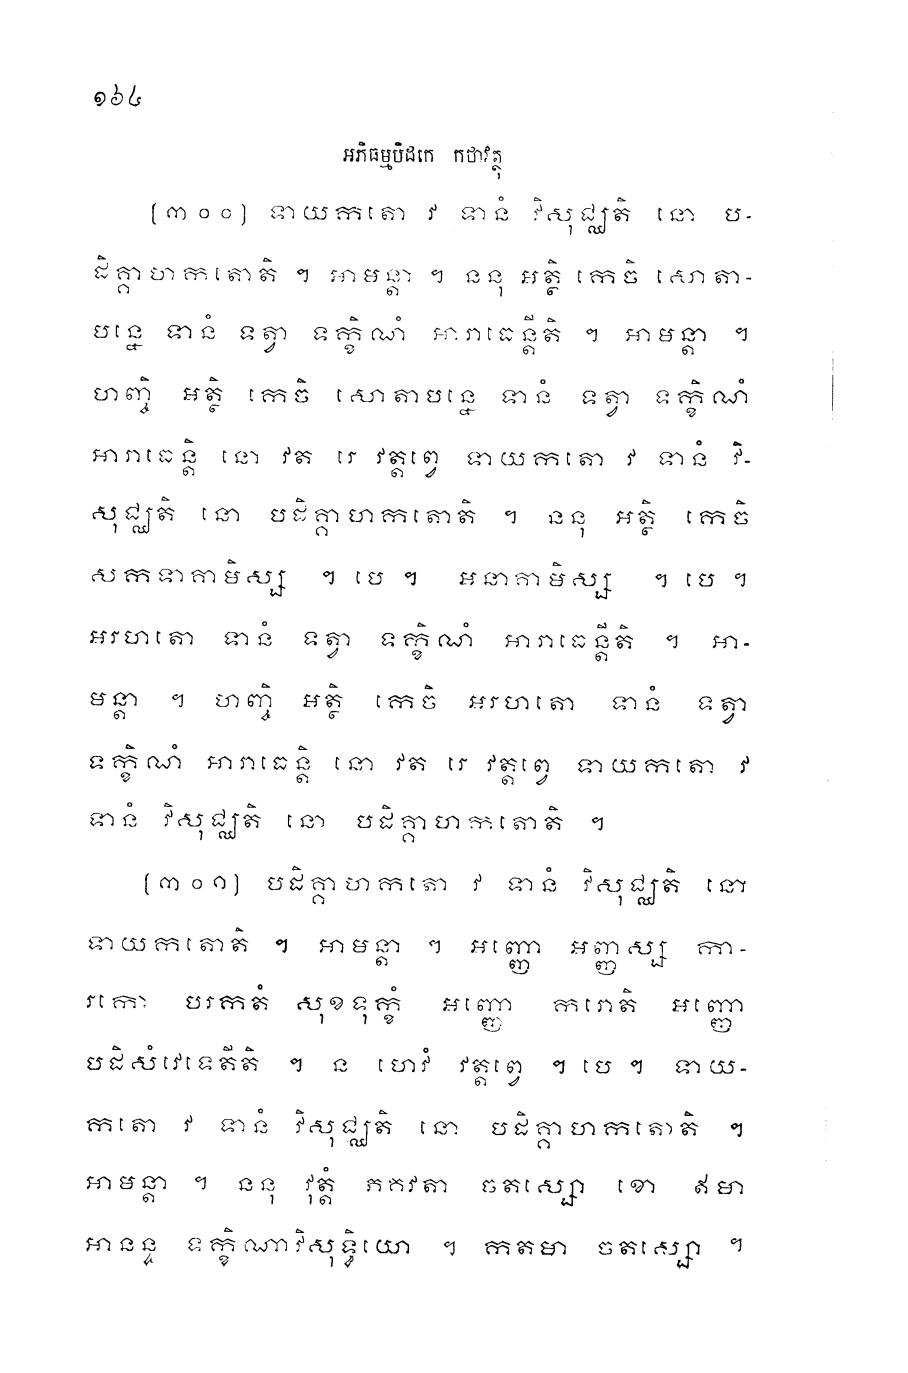 ១៦៤
អភិធម្មបិដកេ កថាវត្ថុ
(៣០០) ទាយកតោ វ ទានំ វិសុជ្ឈតិ នោ ប-
ដិគ្គាហកតោតិ ។ អាមន្តា ។ ននុ អត្ថិ កេចិ សោតា-
បន្នេ ទានំ ទត្វា ទក្ខិណំ អារាធេន្តីតិ ។ អាមន្តា ។
ហញ្ចិ អត្ថិ កេចិ សោតាបន្នេ ទានំ ទត្វា ទក្ខិណំ
អារាធេន្តិ នោ វត រេ វត្តព្វេ ទាយកតោ វ ទានំ វិ-
សុជ្ឈតិ នោ បដិគ្គាហកតោតិ ។ ននុ អត្ថិ កេចិ
សកទាគាមិស្ស ។ បេ ។ អនាគាមិស្ស ។ បេ ។
អរហតោ ទានំ ទត្វា ទក្ខិណំ អារាធេន្តីតិ ។ អា-
មន្តា ។ ហញ្ចិ អត្ថិ កេចិ អរហតោ ទានំ ទត្វា
ទក្ខិណំ អារាធេន្តិ នោ វត រេ វត្តព្វេ ទាយកតោ វ
ទានំ វិសុជ្ឈតិ នោ បដិគ្គាហកតោតិ ។
(៣០១) បដិគ្គាហកតោ វ ទានំ វិសុជ្ឈតិ នោ
ទាយកតោតិ ។ អាមន្តា ។ អញ្ញោ អញ្ញស្ស កា-
រកោ បរកតំ សុខទុក្ខំ អញ្ញោ ករោតិ អញ្ញោ
បដិសំវេទេតីតិ ។ ន ហេវំ វត្តព្វេ ។ បេ ។ ទាយ-
កតោ វ ទានំ វិសុជ្ឈតិ នោ បដិគ្គាហកតោតិ ។
អាមន្តា ។ ននុ វុត្តំ ភគវតា ចតស្សោ ខោ ឥមា
អានន្ទ ទក្ខិណាវិសុទ្ធិយោ ។ កតមា ចតស្សោ ។